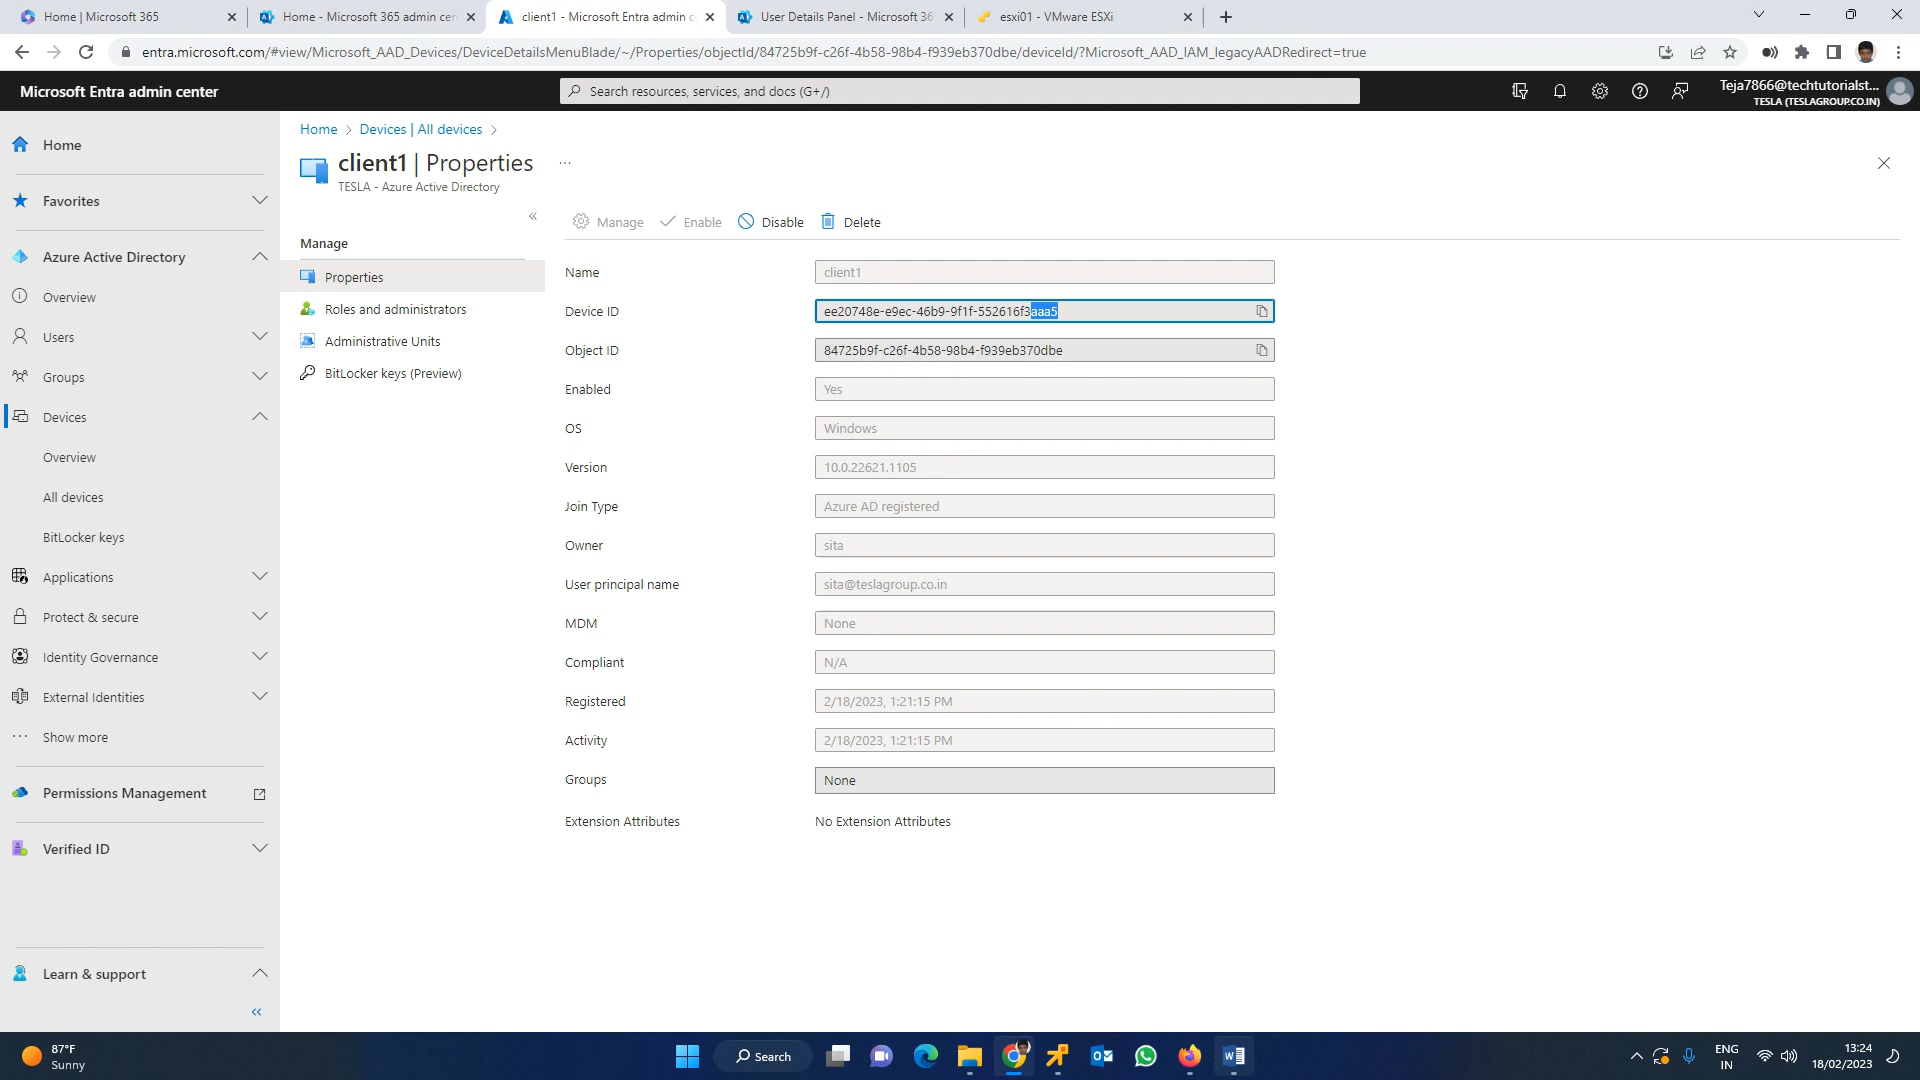 Home | Microsoft 365
Home - Microsoft 365 admin cen
client1 - Microsoft Entra admin c
User Details Panel - Microsoft 36
esxi01 - VMware ESXi
entra.microsoft.com/#view/Microsoft_AAD_Devices/DeviceDetailsMenuBlade/~/Properties/objectId/84725b9f-c26f-4b58-98b4-f939eb370dbe/deviceId/?Microsoft_AAD_IAM_legacyAADRedirect=true
Microsoft Entra admin center
Search resources, services, and docs (G+/)
Teja7866@techtutorialst...
TESLA (TESLAGROUP.CO.IN)
Home
Favorites
Azure Active Directory
Overview
Users
Groups
Devices
Overview
All devices
BitLocker keys
Applications
Protect & secure
Identity Governance
External Identities
Show more
Permissions Management
Verified ID
Learn & support
Home > Devices | All devices >
client1 | Properties ...
TESLA - Azure Active Directory
Manage
Properties
Roles and administrators
Administrative Units
BitLocker keys (Preview)
Manage Enable Disable Delete
Name client1
Device ID ee20748e-e9ec-46b9-9f1f-552616f3aaa5
Object ID 84725b9f-c26f-4b58-98b4-f939eb370dbe
Enabled Yes
OS Windows
Version 10.0.22621.1105
Join Type Azure AD registered
Owner sita
User principal name sita@teslagroup.co.in
MDM None
Compliant N/A
Registered 2/18/2023, 1:21:15 PM
Activity 2/18/2023, 1:21:15 PM
Groups None
Extension Attributes No Extension Attributes
87°F
Sunny
Search
ENG
IN
13:24
18/02/2023